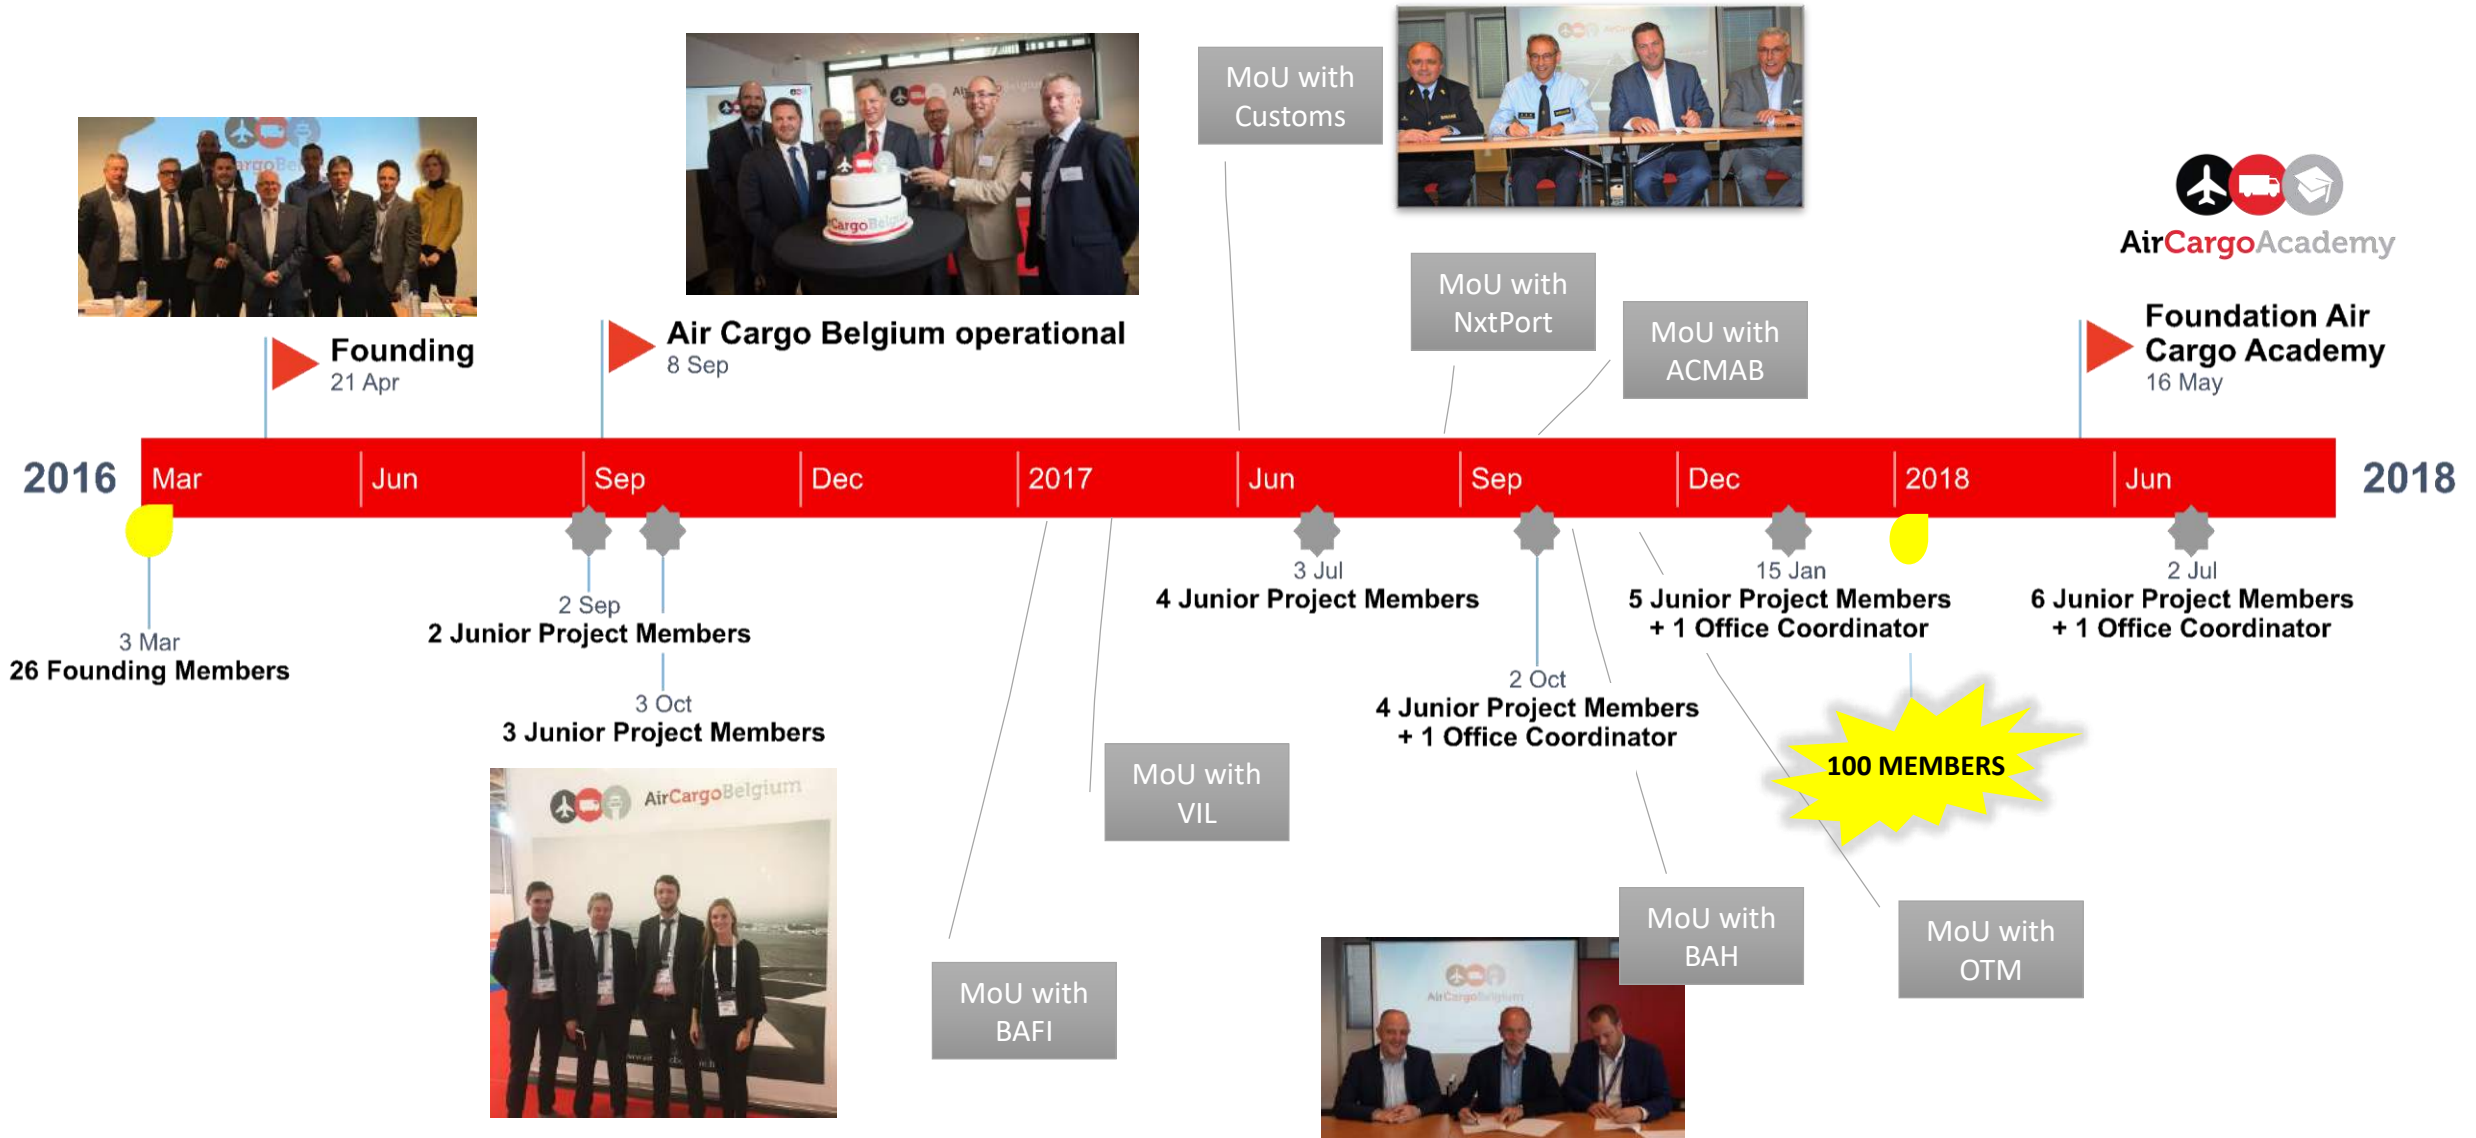 MoU with
Customs
AirCargoAcademy
MoU with
NxtPort
MoU with
ACMAB
Founding
21 Apr
Air Cargo Belgium operational
8 Sep
Foundation Air
Cargo Academy
16 May
2016
Mar
Jun
Sep
Dec
2017
Jun
Sep
Dec
2018
Jun
2018
3 Mar
26 Founding Members
2 Sep
2 Junior Project Members
3 Oct
3 Junior Project Members
3 Jul
4 Junior Project Members
2 Oct
4 Junior Project Members
+ 1 Office Coordinator
15 Jan
5 Junior Project Members
+ 1 Office Coordinator
2 Jul
6 Junior Project Members
+ 1 Office Coordinator
100 MEMBERS
MoU with
VIL
AirCargoBelgium
MoU with
BAFI
MoU with
BAH
MoU with
OTM
AirCargoBelgium
CargoBelgium